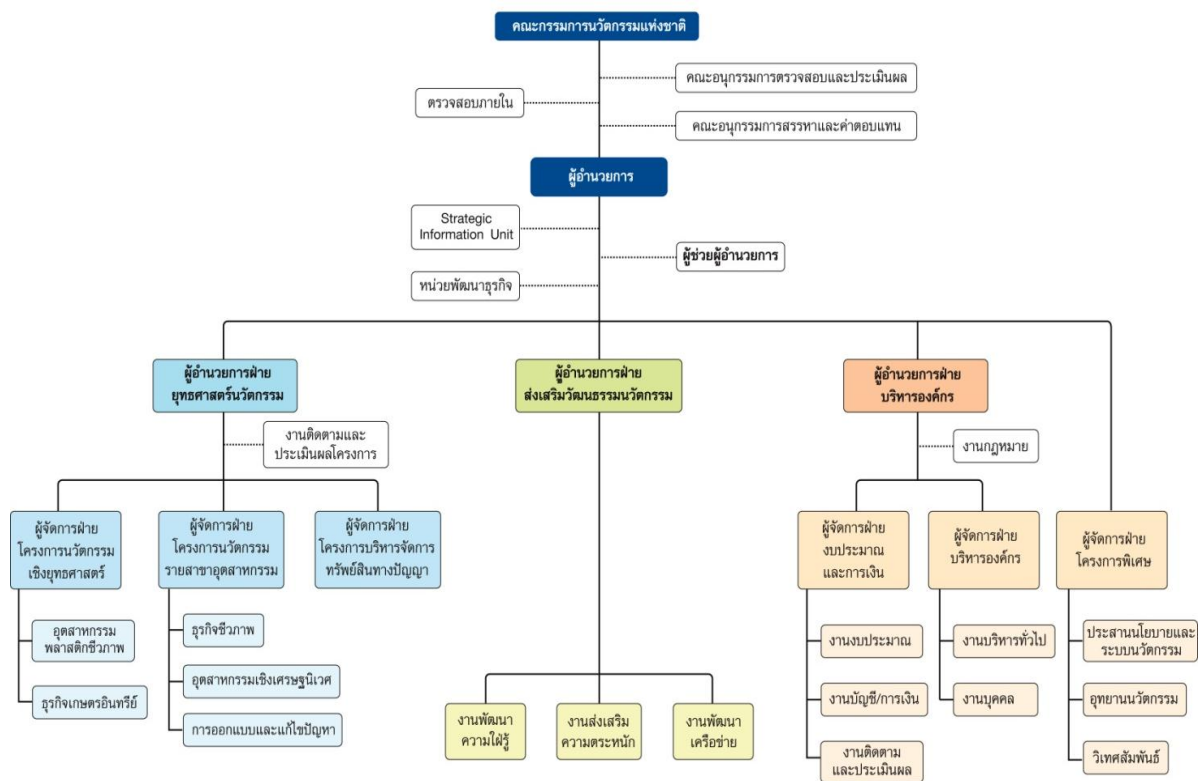 คณะกรรมการนวัตกรรมแห่งชาติ
คณะอนุกรรมการตรวจสอบและประเมินผล
ตรวจสอบภายใน
คณะอนุกรรมการสรรหาและค่าตอบแทน
ผู้อำนวยการ
Strategic
Information Unit
ผู้ช่วยผู้อำนวยการ
หน่วยพัฒนาธุรกิจ
ผู้อำนวยการฝ่าย
ยุทธศาสตร์นวัตกรรม
ผู้อำนวยการฝ่าย
ส่งเสริมวัฒนธรรมนวัตกรรม
ผู้อำนวยการฝ่าย
บริหารองค์กร
งานติดตามและ
ประเมินผลโครงการ
งานกฎหมาย
ผู้จัดการฝ่าย
โครงการนวัตกรรม
เชิงยุทธศาสตร์
ผู้จัดการฝ่าย
โครงการนวัตกรรม
รายสาขาอุตสาหกรรม
ผู้จัดการฝ่าย
โครงการบริหารจัดการ
ทรัพย์สินทางปัญญา
ผู้จัดการฝ่าย
งบประมาณ
และการเงิน
ผู้จัดการฝ่าย
บริหารองค์กร
ผู้จัดการฝ่าย
โครงการพิเศษ
อุตสาหกรรม
พลาสติกชีวภาพ
ธุรกิจเกษตรอินทรีย์
ธุรกิจชีวภาพ
อุตสาหกรรมเชิงเศรษฐนิเวศ
การออกแบบและแก้ไขปัญหา
งานพัฒนา
ความใฝ่รู้
งานส่งเสริม
ความตระหนัก
งานพัฒนา
เครือข่าย
งานงบประมาณ
งานบัญชี/การเงิน
งานติดตาม
และประเมินผล
งานบริหารทั่วไป
งานบุคคล
ประสานนโยบายและ
ระบบนวัตกรรม
อุทยานนวัตกรรม
วิเทศสัมพันธ์